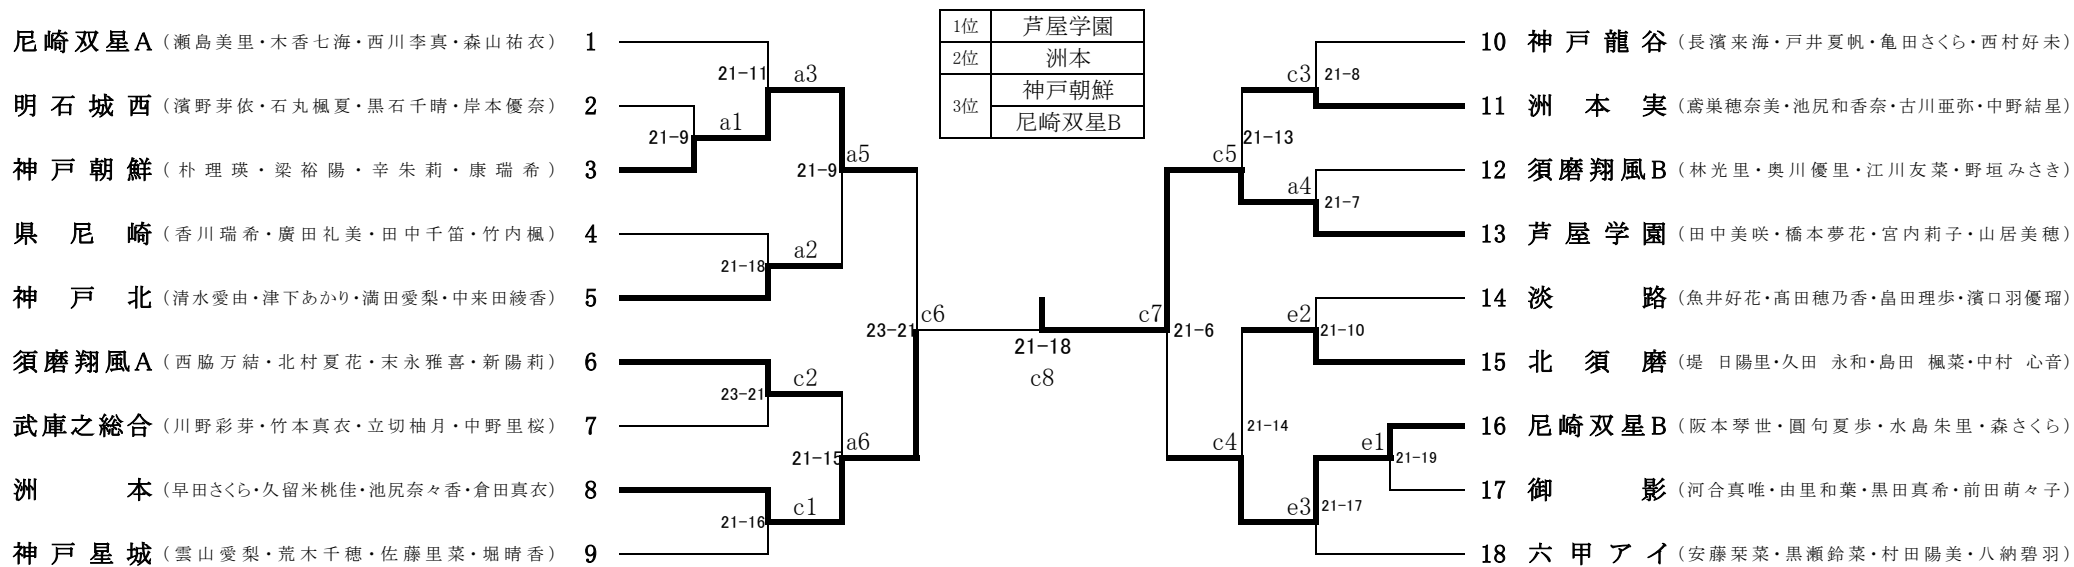 1位 芦屋学園
2位 洲本
3位 神戸朝鮮
尼崎双星B
尼崎双星A (瀬島美里・木香七海・西川李真・森山祐衣) 1
明石城西 (濱野芽依・石丸楓夏・黒石千晴・岸本優奈) 2
神戸朝鮮 (朴理瑛・梁裕陽・辛朱莉・康瑞希) 3
県尼崎 (香川瑞希・廣田礼美・田中千笛・竹内楓) 4
神戸北 (清水愛由・津下あかり・満田愛梨・中来田綾香) 5
須磨翔風A (西脇万結・北村夏花・末永雅喜・新陽莉) 6
武庫之総合 (川野彩芽・竹本真衣・立切柚月・中野里桜) 7
洲本 (早田さくら・久留米桃佳・池尻奈々香・倉田真衣) 8
神戸星城 (雲山愛梨・荒木千穂・佐藤里菜・堀晴香) 9
21-11 a3
21-9 a1
21-9 a5
21-18 a2
23-21 c6
23-21 c2
21-15 a6
21-16 c1
21-18
c8
c3 21-8
c5 21-13
a4 21-7
c7 21-6
e2 21-10
c4 21-14
e1 21-19
e3 21-17
10 神戸龍谷 (長濱来海・戸井夏帆・亀田さくら・西村好未)
11 洲本実 (鳶巣穂奈美・池尻和香奈・古川亜弥・中野結星)
12 須磨翔風B (林光里・奥川優里・江川友菜・野垣みさき)
13 芦屋学園 (田中美咲・橋本夢花・宮内莉子・山居美穂)
14 淡路 (魚井好花・髙田穂乃香・畠田理歩・濱口羽優瑠)
15 北須磨 (堤 日陽里・久田 永和・島田 楓菜・中村 心音)
16 尼崎双星B (阪本琴世・圓句夏歩・水島朱里・森さくら)
17 御影 (河合真唯・由里和葉・黒田真希・前田萌々子)
18 六甲アイ (安藤栞菜・黒瀬鈴菜・村田陽美・八納碧羽)